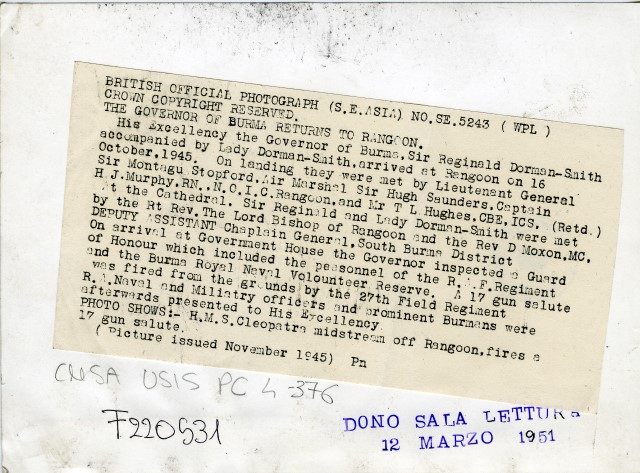 BRITISH OFFICIAL PHOTOGRAPH (S.E.ASIA) NO.SE.5243 ( WPL )
CROWN COPYRIGHT RESERVED.
THE GOVERNOR OF BURMA RETURNS TO RANGOON.
His Excellency the Governor of Burma, Sir Reginald Dorman-Smith
accompanied by Lady Dorman-Smith, arrived at Rangoon on 16
October, 1945. On landing they were met by Lieutenant General
Sir Montagu Stopford, Air Marshal Sir Hugh Saunders, Captain
H.J.Murphy,RN.,N.O.I.C.Rangoon, and Mr T L Hughes,CBE,ICS, (Retd.)
At the Cathedral, Sir Reginald and Lady Dorman-Smith were met
by the Rt Rev, The Lord Bishop of Rangoon and the Rev D Moxon,MC,
DEPUTY ASSISTANT Chaplain General, South Burma District
On arrival at Government House the Governor inspected a Guard
of Honour which included the pessonnel of the R.A.F.Regiment
and the Burma Royal Naval Volunteer Reserve. A 17 gun salute
was fired from the grounds by the 27th Field Regiment
R.A.Naval and Miliatry officers and prominent Burmans were
afterwards presented to His Excellency.
PHOTO SHOWS:- H.M.S.Cleopatra midstream off Rangoon, fires a
17 gun salute.
( Picture issued November 1945) Pn
CNSA USIS PC 4-376
F220531
DONO SALA LETTURA
12 MARZO 1951